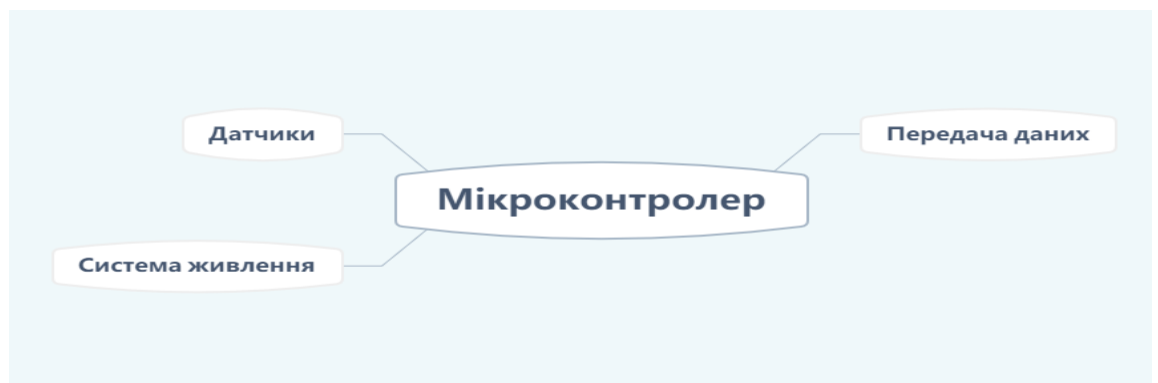 Датчики
Передача даних
Мікроконтролер
Система живлення